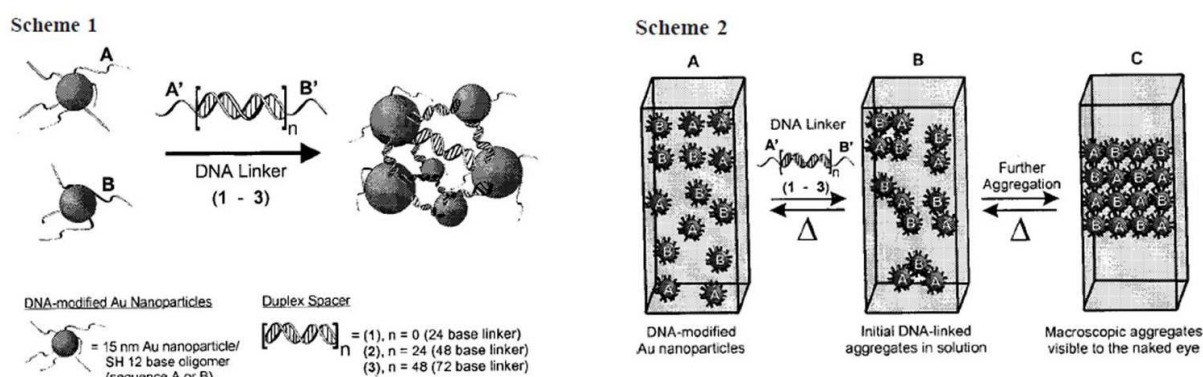 Scheme 1
A
A' B'
n
DNA Linker
(1 - 3)
B
DNA-modified Au Nanoparticles
= 15 nm Au nanoparticle/
SH 12 base oligomer
(sequence A or B)
Duplex Spacer
n
= (1), n = 0 (24 base linker)
(2), n = 24 (48 base linker)
(3), n = 48 (72 base linker)
Scheme 2
A
B A B
B B A
A B
B A
B B
A A
DNA-modified
Au nanoparticles
DNA Linker
A' B'
n
(1 - 3)
Δ
B
B A B
B A A
B B
A A
B
B
A A
Initial DNA-linked
aggregates in solution
Further
Aggregation
Δ
C
B A B A
A B A B
B A B A
Macroscopic aggregates
visible to the naked eye